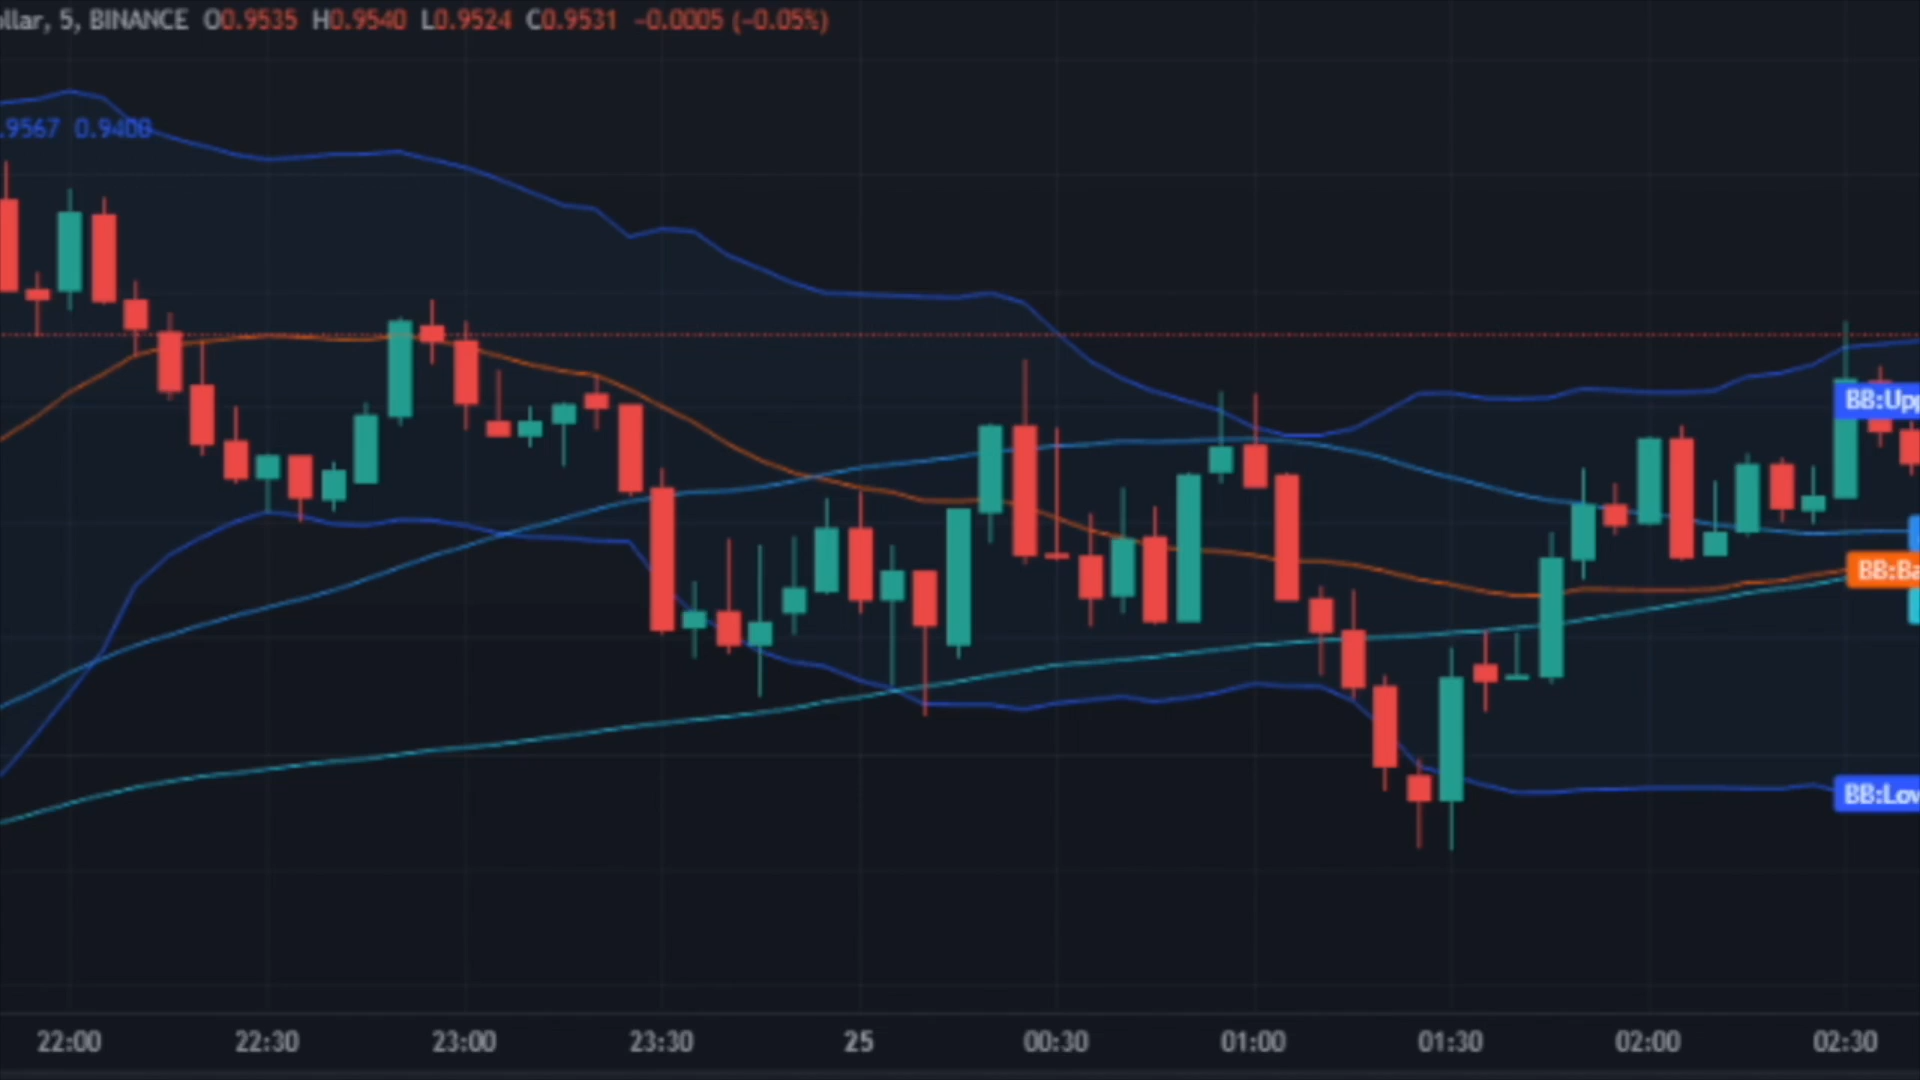 ollar, 5, BINANCE O0.9535 H0.9540 L0.9524 C0.9531 −0.0005 (−0.05%)
.9567 0.9408
BB:Upp
BB:Ba
BB:Low
22:00 22:30 23:00 23:30 25 00:30 01:00 01:30 02:00 02:30